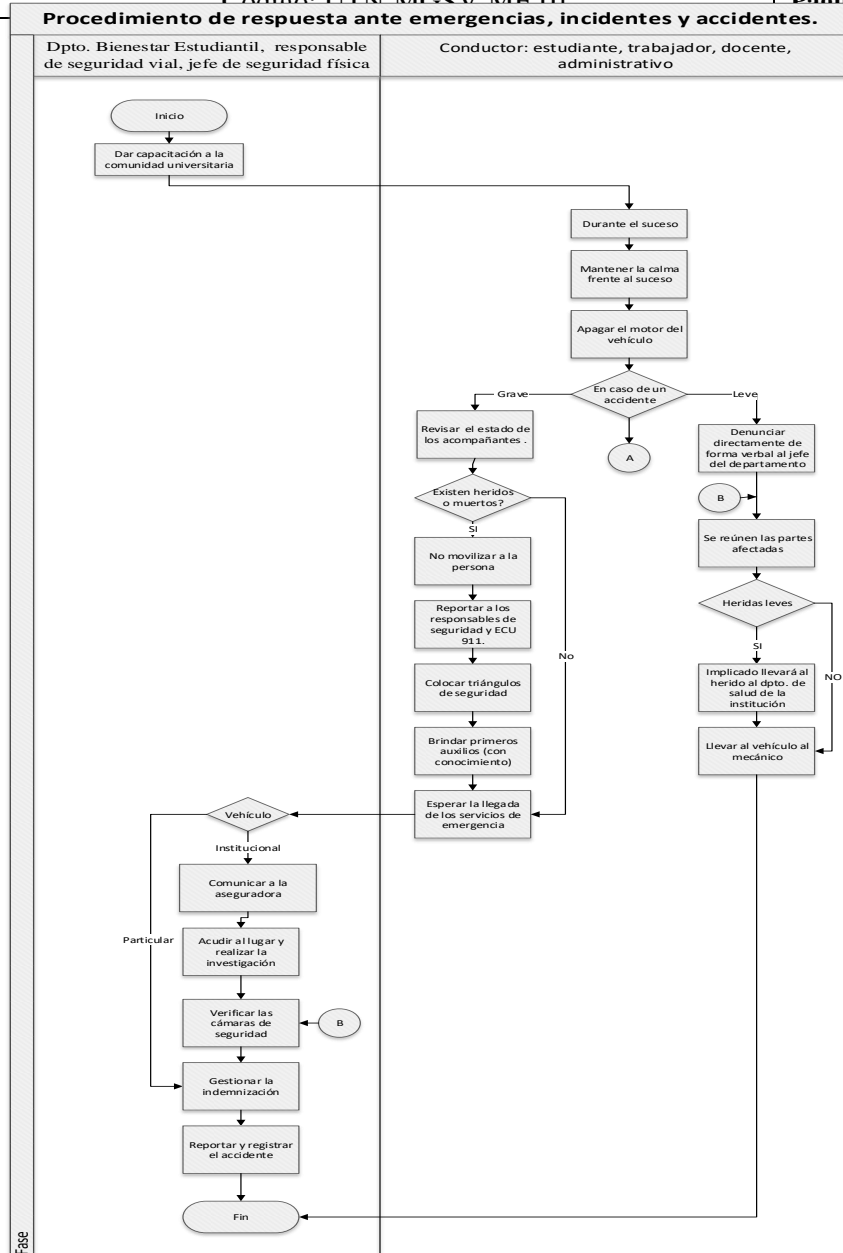 Procedimiento de respuesta ante emergencias, incidentes y accidentes.
Dpto. Bienestar Estudiantil, responsable
de seguridad vial, jefe de seguridad física
Conductor: estudiante, trabajador, docente,
administrativo
Inicio
Dar capacitación a la
comunidad universitaria
Durante el suceso
Mantener la calma
frente al suceso
Apagar el motor del
vehículo
En caso de un
accidente
Grave
Leve
A
Revisar el estado de
los acompañantes .
Denunciar
directamente de
forma verbal al jefe
del departamento
B
Existen heridos
o muertos?
SI
No
Se reúnen las partes
afectadas
No movilizar a la
persona
Heridas leves
SI
NO
Reportar a los
responsables de
seguridad y ECU
911.
Implicado llevará al
herido al dpto. de
salud de la
institución
Colocar triángulos
de seguridad
Llevar al vehículo al
mecánico
Brindar primeros
auxilios (con
conocimiento)
Esperar la llegada
de los servicios de
emergencia
Vehículo
Institucional
Particular
Comunicar a la
aseguradora
Acudir al lugar y
realizar la
investigación
Verificar las
cámaras de
seguridad
B
Gestionar la
indemnización
Reportar y registrar
el accidente
Fin
Fase